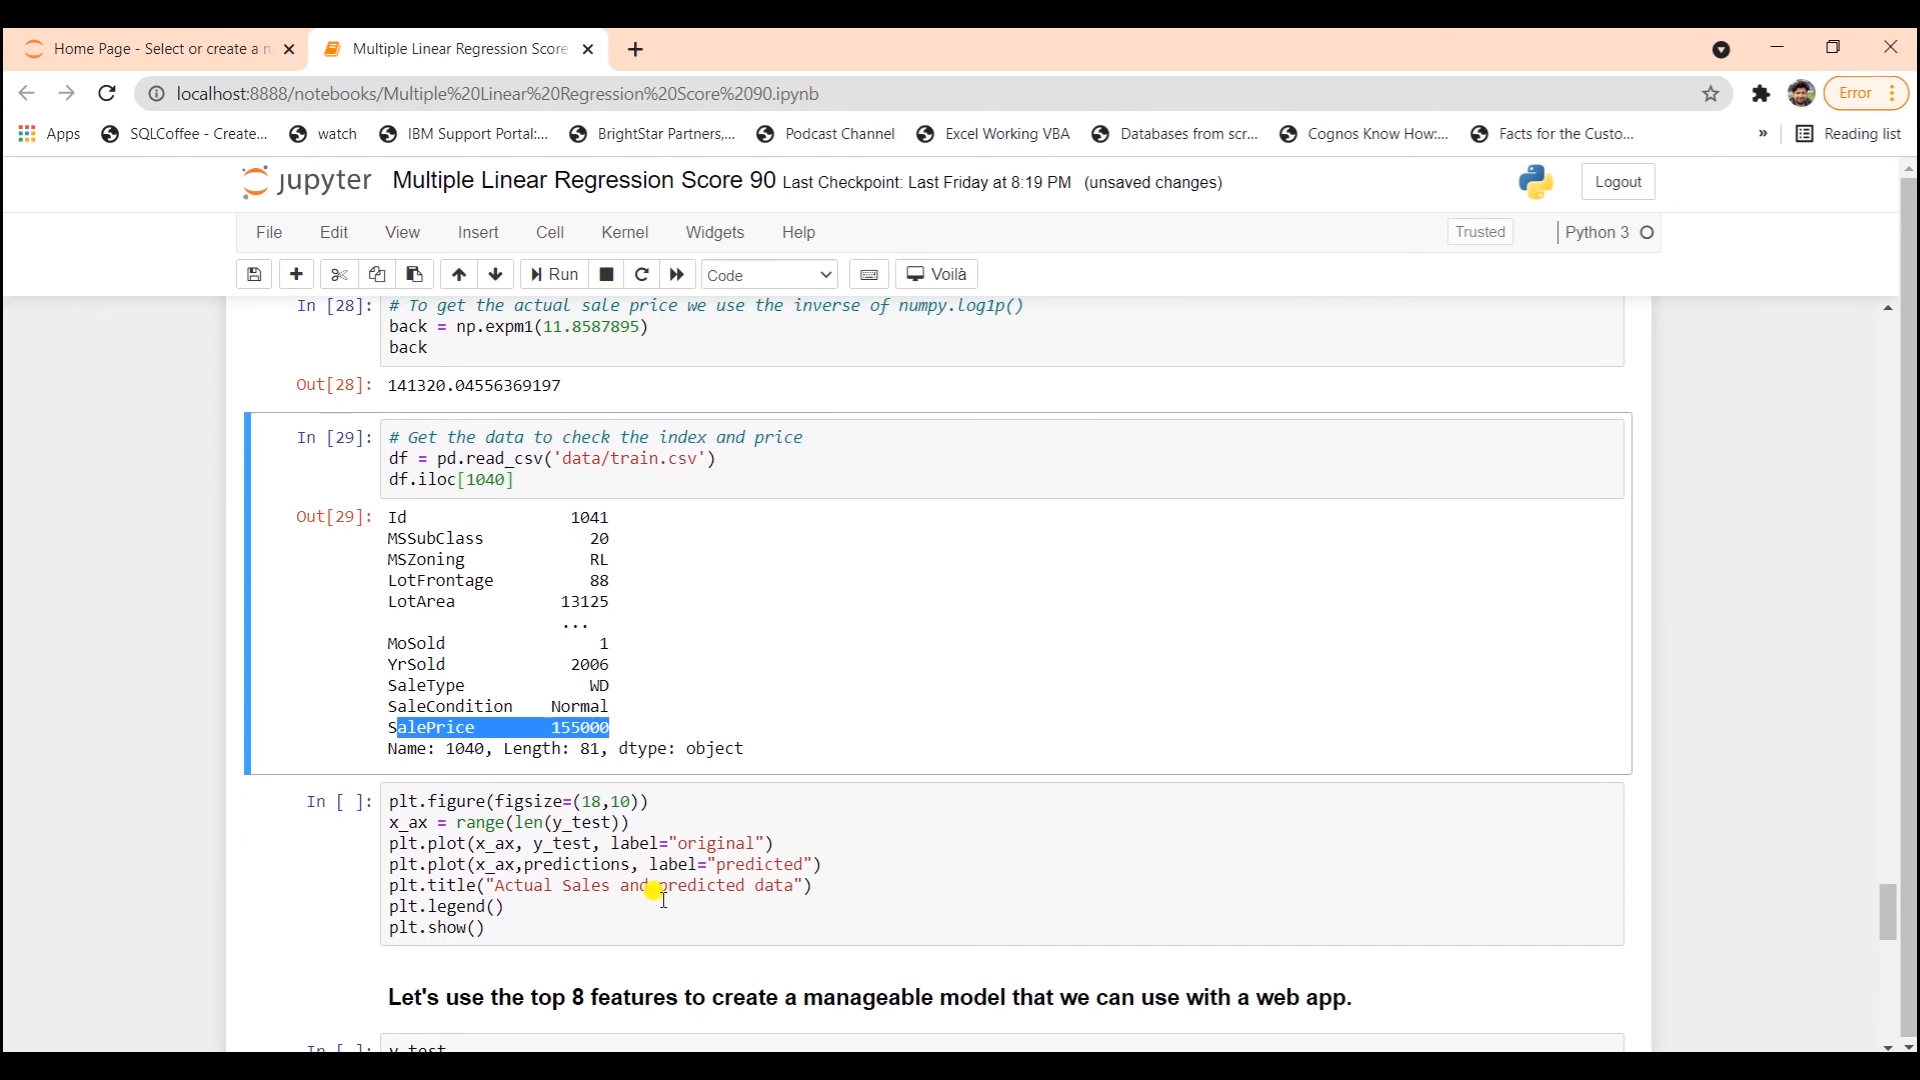 Home Page - Select or create a n
Multiple Linear Regression Score
localhost:8888/notebooks/Multiple%20Linear%20Regression%20Score%2090.ipynb
Error
Apps
SQLCoffee - Create...
watch
IBM Support Portal:...
BrightStar Partners,...
Podcast Channel
Excel Working VBA
Databases from scr...
Cognos Know How:...
Facts for the Custo...
»
Reading list
jupyter
Multiple Linear Regression Score 90 Last Checkpoint: Last Friday at 8:19 PM (unsaved changes)
Logout
File
Edit
View
Insert
Cell
Kernel
Widgets
Help
Trusted
Python 3
Run
Code
Voilà
In [28]: # To get the actual sale price we use the inverse of numpy.log1p()
back = np.expm1(11.8587895)
back
Out[28]: 141320.04556369197
In [29]: # Get the data to check the index and price
df = pd.read_csv('data/train.csv')
df.iloc[1040]
Out[29]: Id 1041
MSSubClass 20
MSZoning RL
LotFrontage 88
LotArea 13125
...
MoSold 1
YrSold 2006
SaleType WD
SaleCondition Normal
SalePrice 155000
Name: 1040, Length: 81, dtype: object
In [ ]: plt.figure(figsize=(18,10))
x_ax = range(len(y_test))
plt.plot(x_ax, y_test, label="original")
plt.plot(x_ax,predictions, label="predicted")
plt.title("Actual Sales and predicted data")
plt.legend()
plt.show()
Let's use the top 8 features to create a manageable model that we can use with a web app.
In [ ]: y_test